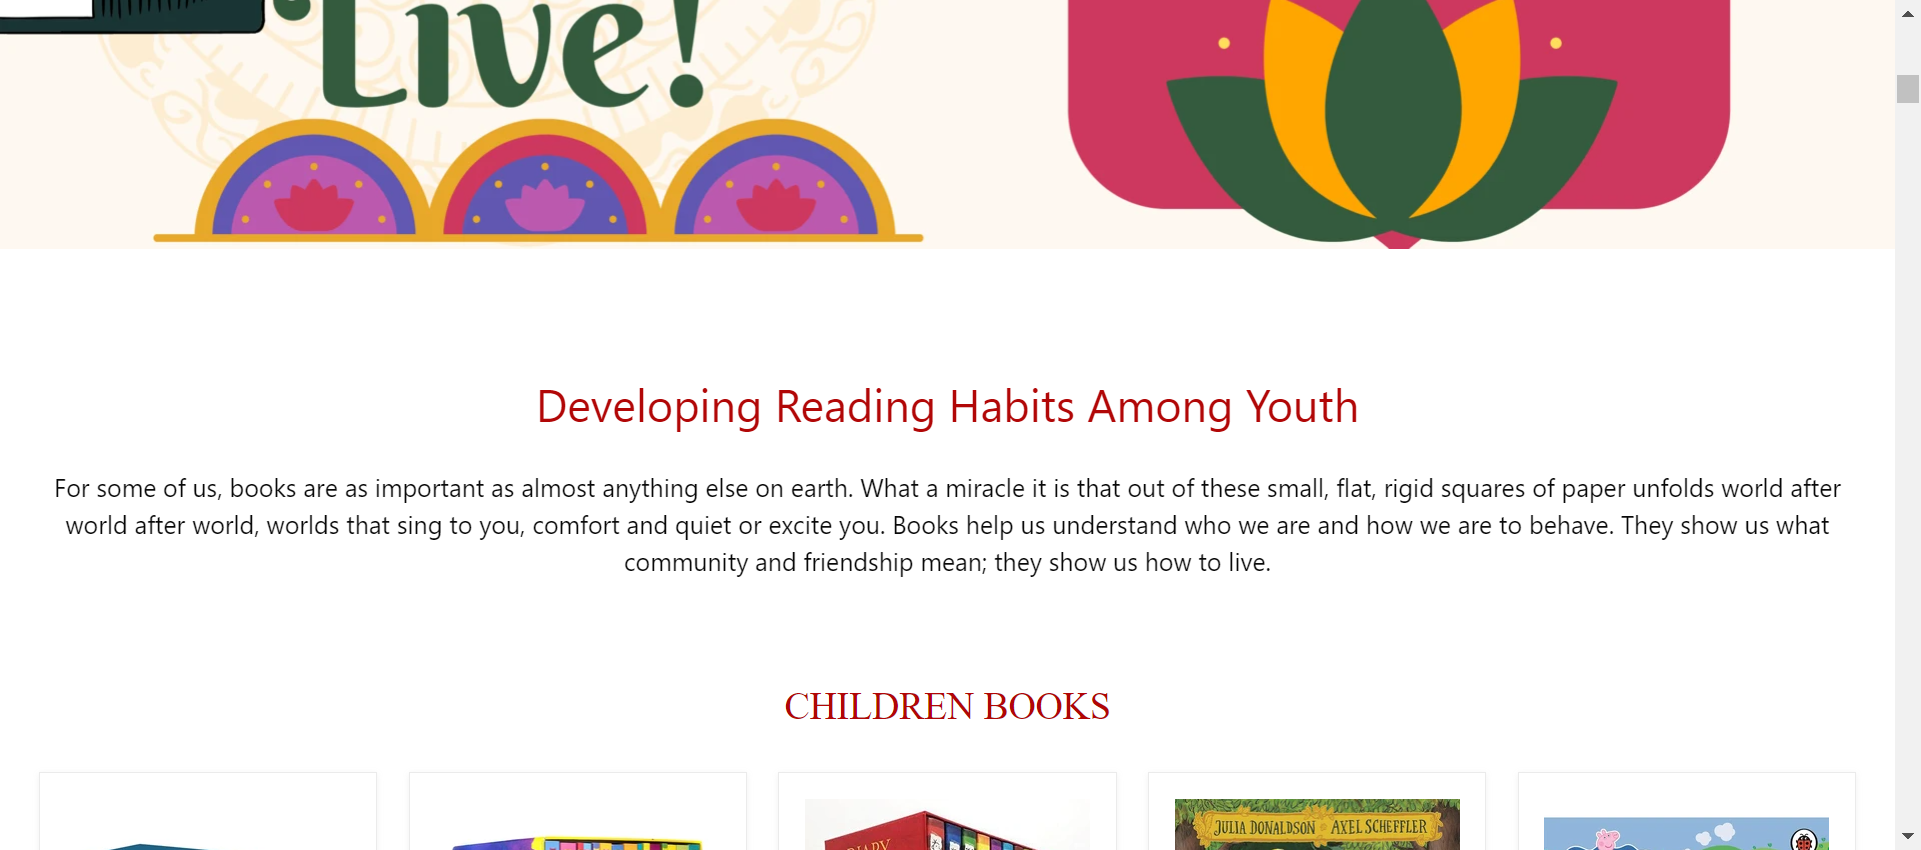 Live!
Developing Reading Habits Among Youth
For some of us, books are as important as almost anything else on earth. What a miracle it is that out of these small, flat, rigid squares of paper unfolds world after
world after world, worlds that sing to you, comfort and quiet or excite you. Books help us understand who we are and how we are to behave. They show us what
community and friendship mean; they show us how to live.
CHILDREN BOOKS
DIARY
JULIA DONALDSON AXEL SCHEFFLER